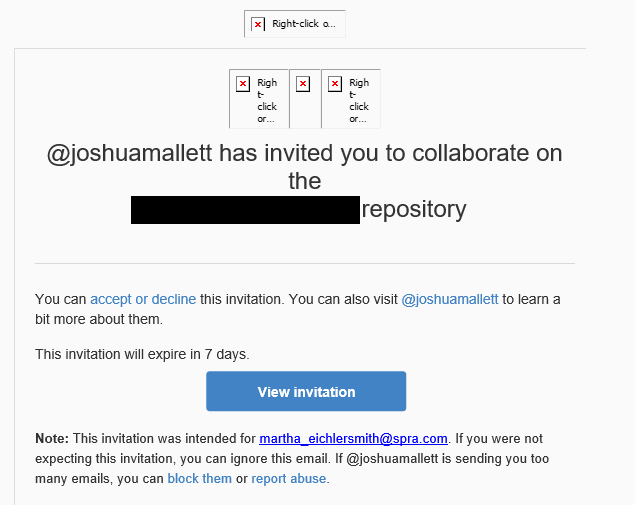 Right-click o...
Righ
t-
click
or...
Righ
t-
click
or...
@joshuamallett has invited you to collaborate on
the
repository
You can accept or decline this invitation. You can also visit @joshuamallett to learn a
bit more about them.
This invitation will expire in 7 days.
View invitation
Note: This invitation was intended for martha_eichlersmith@spra.com. If you were not
expecting this invitation, you can ignore this email. If @joshuamallett is sending you too
many emails, you can block them or report abuse.